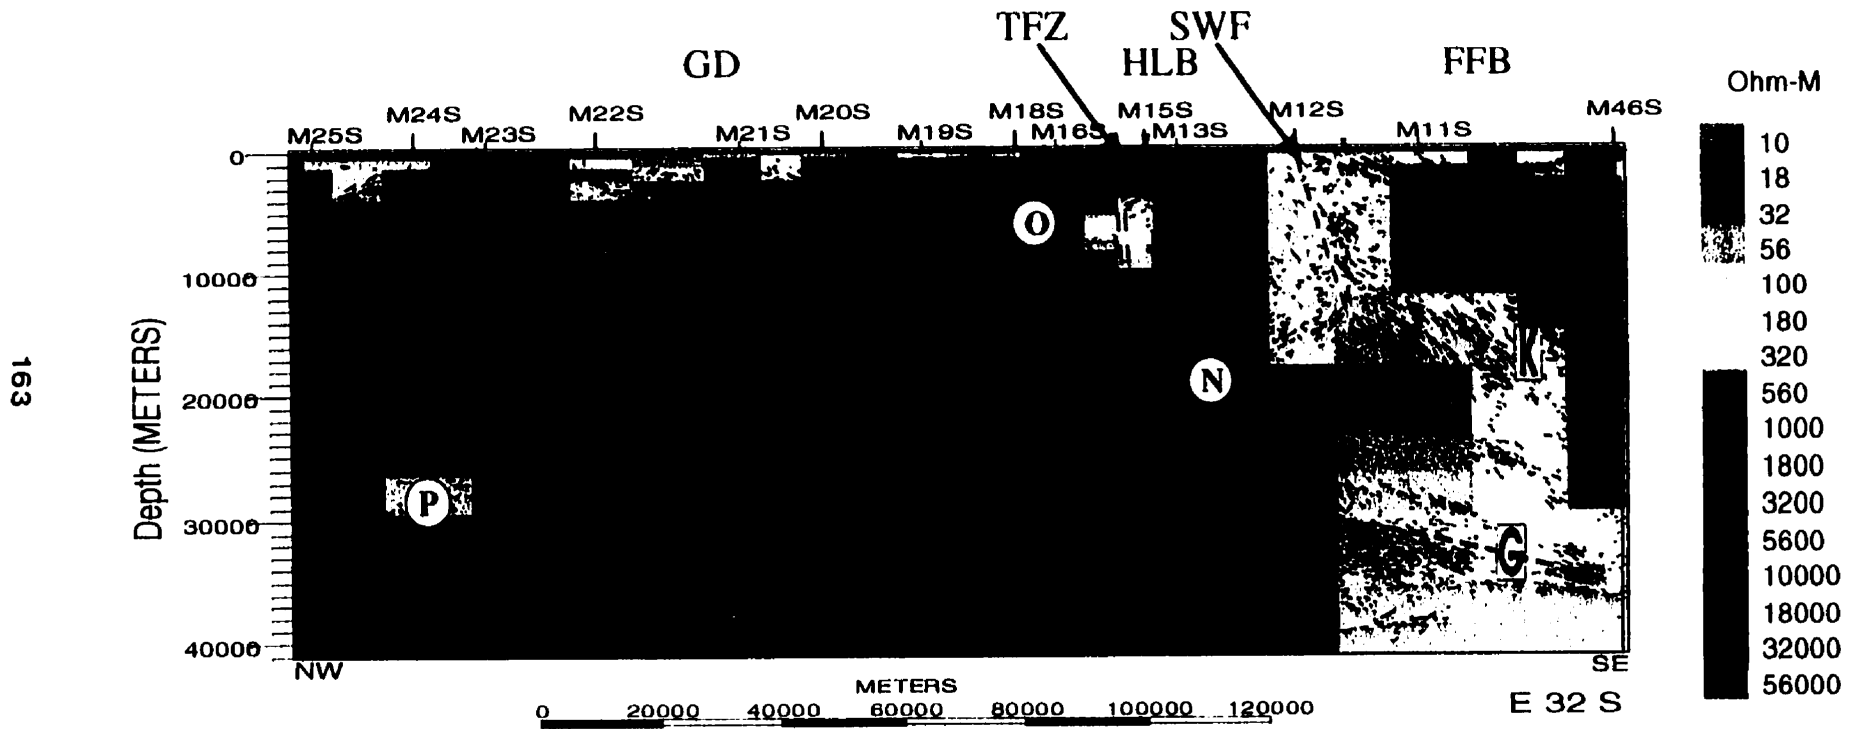 TFZ SWF
GD HLB FFB
Ohm-M
M24S M22S M20S M18S M15S M12S M46S
M25S M23S M21S M19S M16S M13S M11S
0
10000
20000
30000
40000
Depth (METERS)
163
O
N
P
K
G
10
18
32
56
100
180
320
560
1000
1800
3200
5600
10000
18000
32000
56000
NW SE
METERS
0 20000 40000 60000 80000 100000 120000
E 32 S